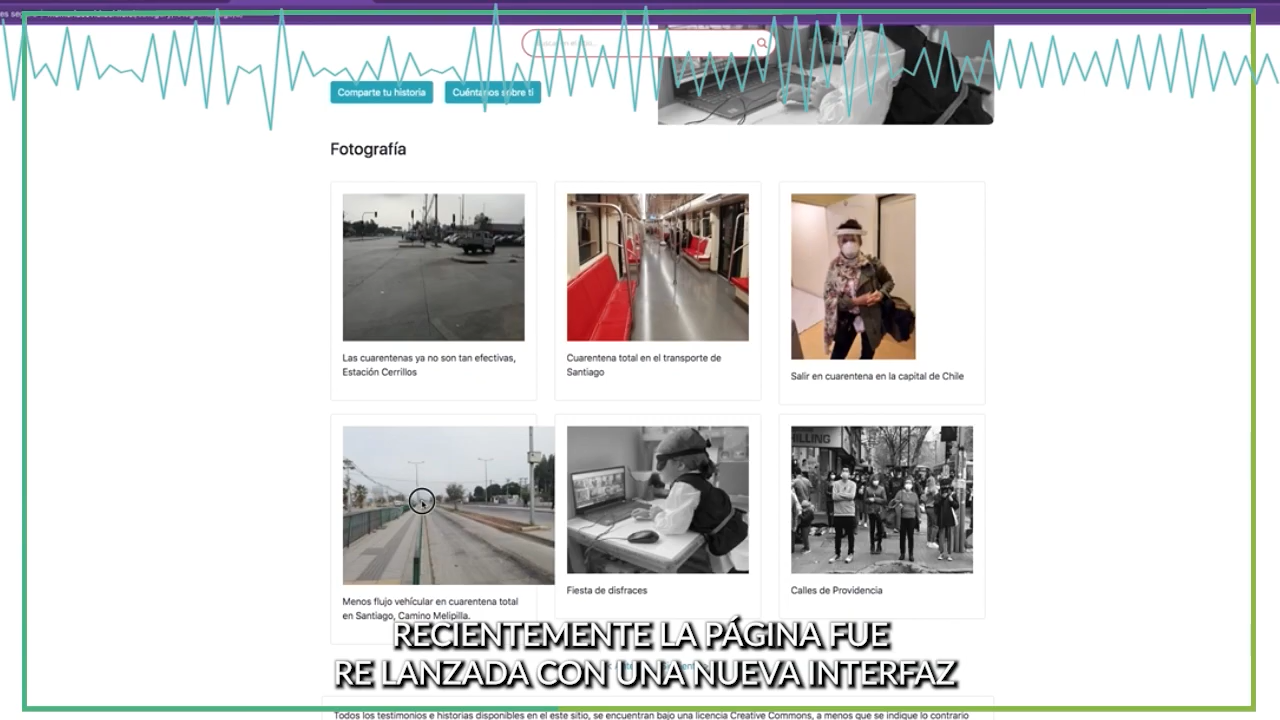 Comparte tu historia
Cuéntanos sobre ti
Fotografía
Las cuarentenas ya no son tan efectivas,
Estación Cerrillos
Cuarentena total en el transporte de
Santiago
Salir en cuarentena en la capital de Chile
HILLING
Menos flujo vehícular en cuarentena total
en Santiago, Camino Melipilla.
Fiesta de disfraces
Calles de Providencia
RECIENTEMENTE LA PÁGINA FUE
RE LANZADA CON UNA NUEVA INTERFAZ
Todos los testimonios e historias disponibles en el este sitio, se encuentran bajo una licencia Creative Commons, a menos que se indique lo contrario